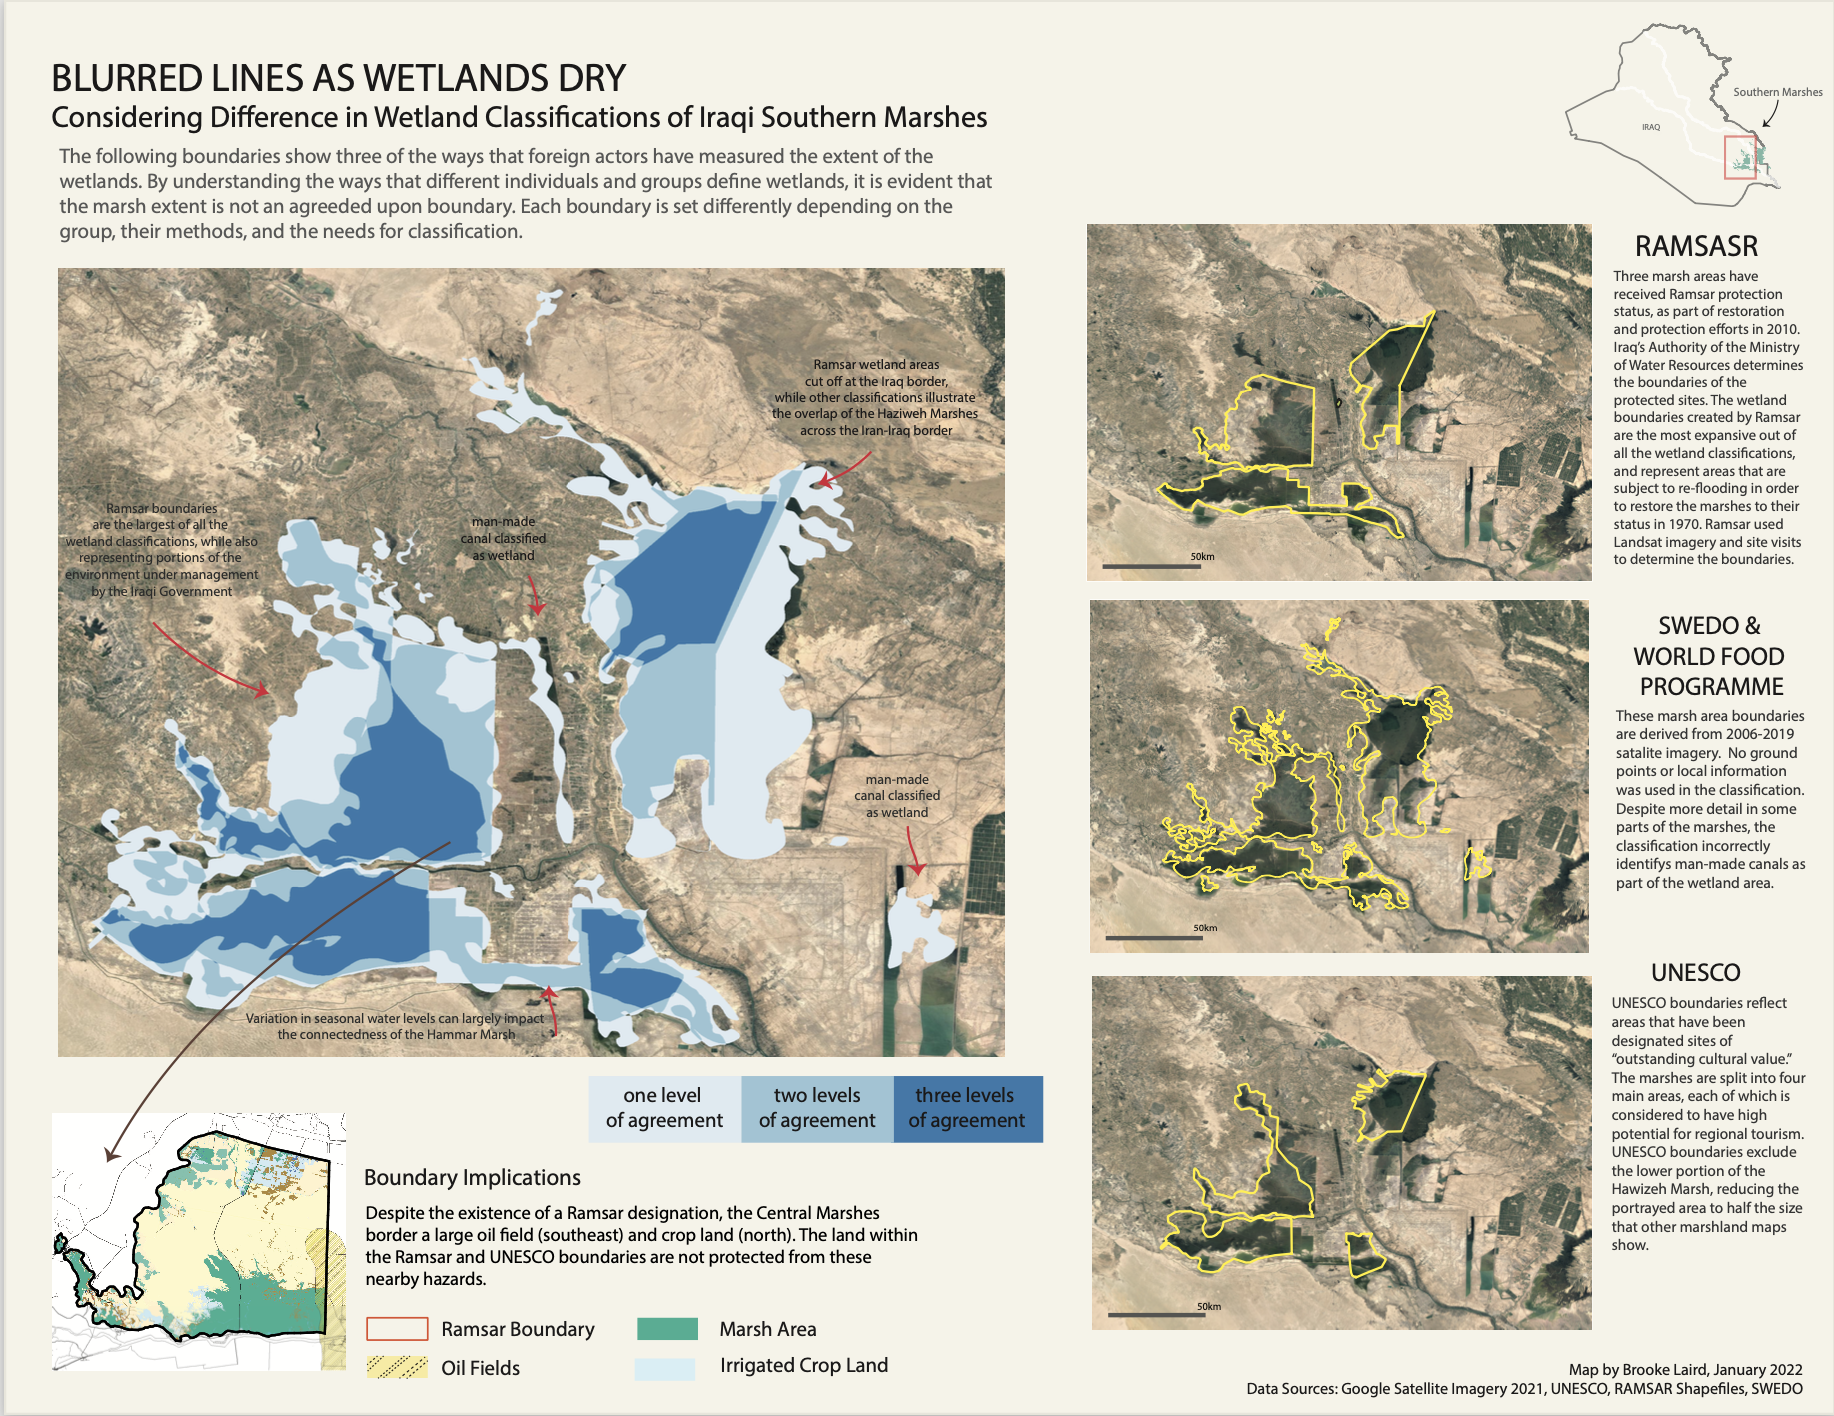 BLURRED LINES AS WETLANDS DRY
Considering Difference in Wetland Classifications of Iraqi Southern Marshes
The following boundaries show three of the ways that foreign actors have measured the extent of the
wetlands. By understanding the ways that different individuals and groups define wetlands, it is evident that
the marsh extent is not an agreeded upon boundary. Each boundary is set differently depending on the
group, their methods, and the needs for classification.
Southern Marshes
IRAQ
Ramsar wetland areas
cut off at the Iraq border,
while other classifications illustrate
the overlap of the Haziweh Marshes
across the Iran-Iraq border
Ramsar boundaries
are the largest of all the
wetland classifications, while also
representing portions of the
environment under management
by the Iraqi Government
man-made
canal classified
as wetland
man-made
canal classified
as wetland
Variation in seasonal water levels can largely impact
the connectedness of the Hammar Marsh
one level
of agreement
two levels
of agreement
three levels
of agreement
Boundary Implications
Despite the existence of a Ramsar designation, the Central Marshes
border a large oil field (southeast) and crop land (north). The land within
the Ramsar and UNESCO boundaries are not protected from these
nearby hazards.
Ramsar Boundary
Marsh Area
Oil Fields
Irrigated Crop Land
50km
RAMSASR
Three marsh areas have
received Ramsar protection
status, as part of restoration
and protection efforts in 2010.
Iraq's Authority of the Ministry
of Water Resources determines
the boundaries of the
protected sites. The wetland
boundaries created by Ramsar
are the most expansive out of
all the wetland classifications,
and represent areas that are
subject to re-flooding in order
to restore the marshes to their
status in 1970. Ramsar used
Landsat imagery and site visits
to determine the boundaries.
50km
SWEDO &
WORLD FOOD
PROGRAMME
These marsh area boundaries
are derived from 2006-2019
satalite imagery. No ground
points or local information
was used in the classification.
Despite more detail in some
parts of the marshes, the
classification incorrectly
identifys man-made canals as
part of the wetland area.
50km
UNESCO
UNESCO boundaries reflect
areas that have been
designated sites of
“outstanding cultural value.”
The marshes are split into four
main areas, each of which is
considered to have high
potential for regional tourism.
UNESCO boundaries exclude
the lower portion of the
Hawizeh Marsh, reducing the
portrayed area to half the size
that other marshland maps
show.
Map by Brooke Laird, January 2022
Data Sources: Google Satellite Imagery 2021, UNESCO, RAMSAR Shapefiles, SWEDO